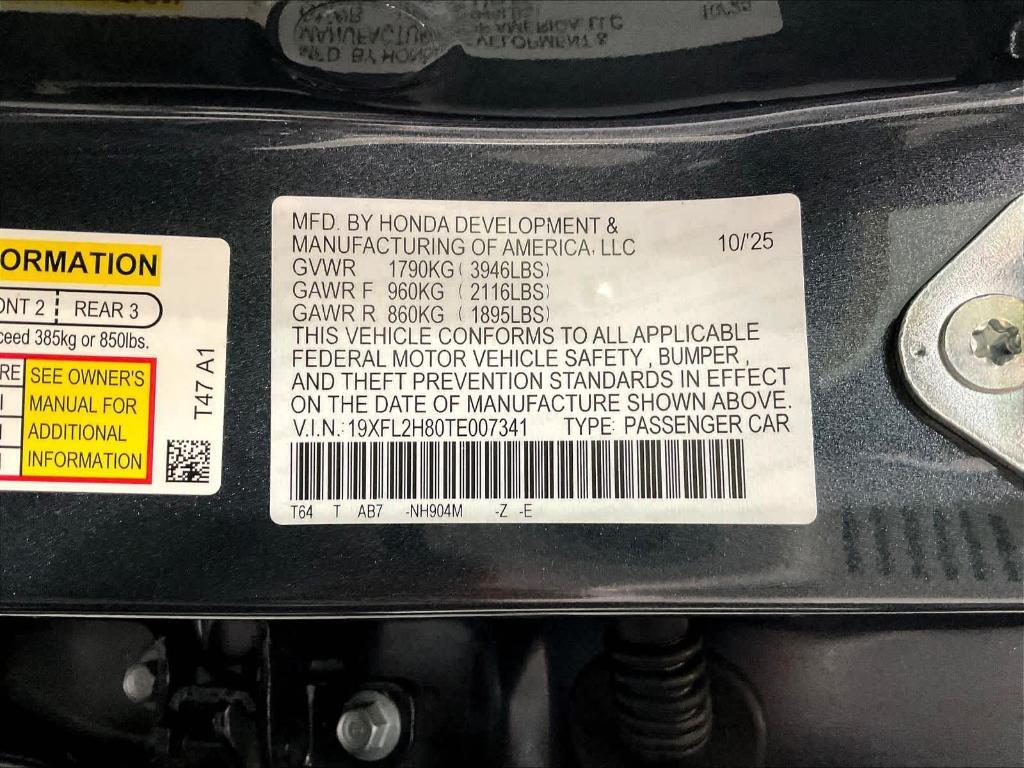 ORMATION
ONT 2 REAR 3
ceed 385kg or 850lbs.
RE SEE OWNER'S
MANUAL FOR
ADDITIONAL
INFORMATION
T47 A1
MFD. BY HONDA DEVELOPMENT &
MANUFACTURING OF AMERICA, LLC 10/'25
GVWR 1790KG ( 3946LBS)
GAWR F 960KG ( 2116LBS)
GAWR R 860KG ( 1895LBS)
THIS VEHICLE CONFORMS TO ALL APPLICABLE
FEDERAL MOTOR VEHICLE SAFETY , BUMPER ,
AND THEFT PREVENTION STANDARDS IN EFFECT
ON THE DATE OF MANUFACTURE SHOWN ABOVE.
V.I.N.: 19XFL2H80TE007341 TYPE: PASSENGER CAR
T64 T AB7 -NH904M -Z -E